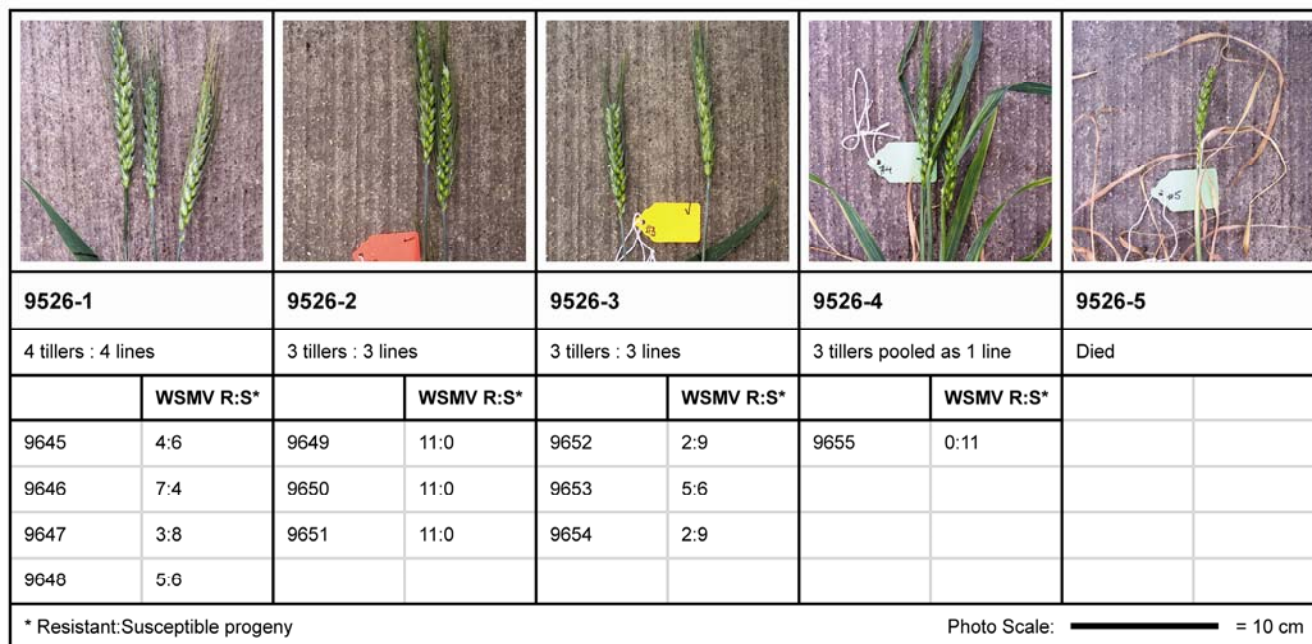 #3
#4
#5
9526-1 9526-2 9526-3 9526-4 9526-5
4 tillers : 4 lines 3 tillers : 3 lines 3 tillers : 3 lines 3 tillers pooled as 1 line Died
WSMV R:S* WSMV R:S* WSMV R:S* WSMV R:S*
9645 4:6 9649 11:0 9652 2:9 9655 0:11
9646 7:4 9650 11:0 9653 5:6
9647 3:8 9651 11:0 9654 2:9
9648 5:6
* Resistant:Susceptible progeny Photo Scale: = 10 cm